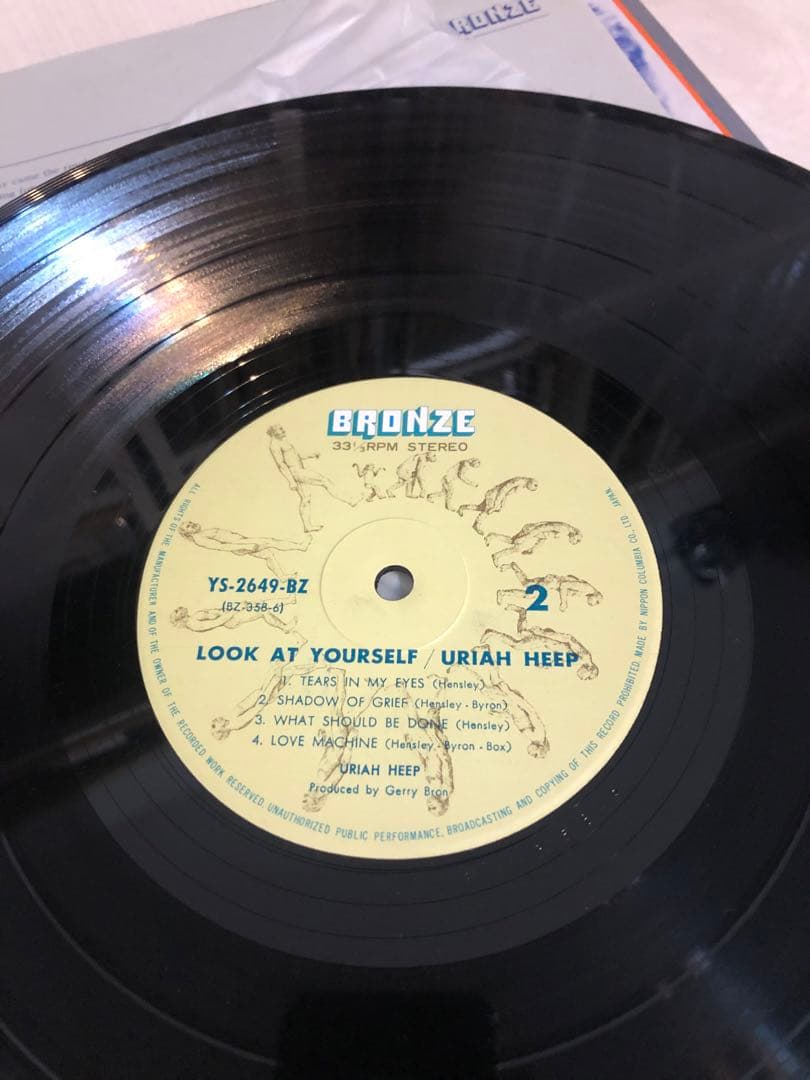 BRONZE
BRONZE
33⅓RPM STEREO
YS-2649-BZ
(BZ-358-6)
2
LOOK AT YOURSELF / URIAH HEEP
1. TEARS IN MY EYES (Hensley)
2. SHADOW OF GRIEF (Hensley - Byron)
3. WHAT SHOULD BE DONE (Hensley)
4. LOVE MACHINE (Hensley - Byron - Box)
URIAH HEEP
Produced by Gerry Bron
ALL RIGHTS OF THE MANUFACTURER AND OF THE OWNER OF THE RECORDED WORK RESERVED. UNAUTHORIZED PUBLIC PERFORMANCE, BROADCASTING AND COPYING OF THIS RECORD PROHIBITED. MADE BY NIPPON COLUMBIA CO., LTD. JAPAN